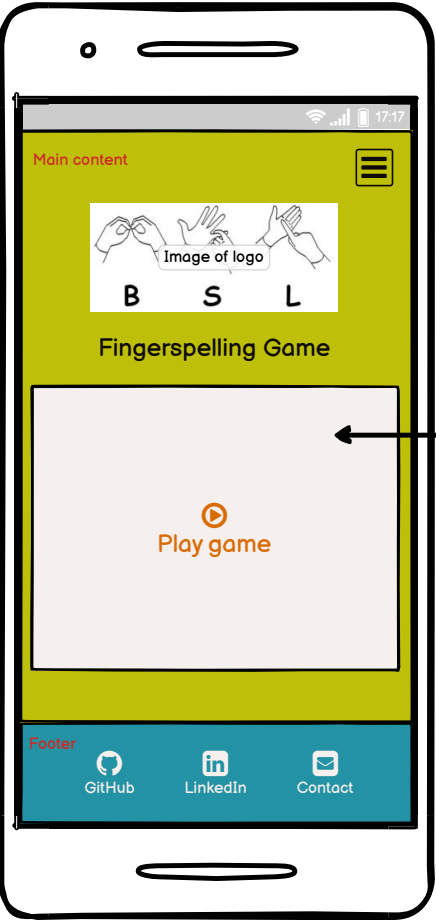 17:17
Main content
Image of logo
B S L
Fingerspelling Game
Play game
Footer
GitHub LinkedIn Contact